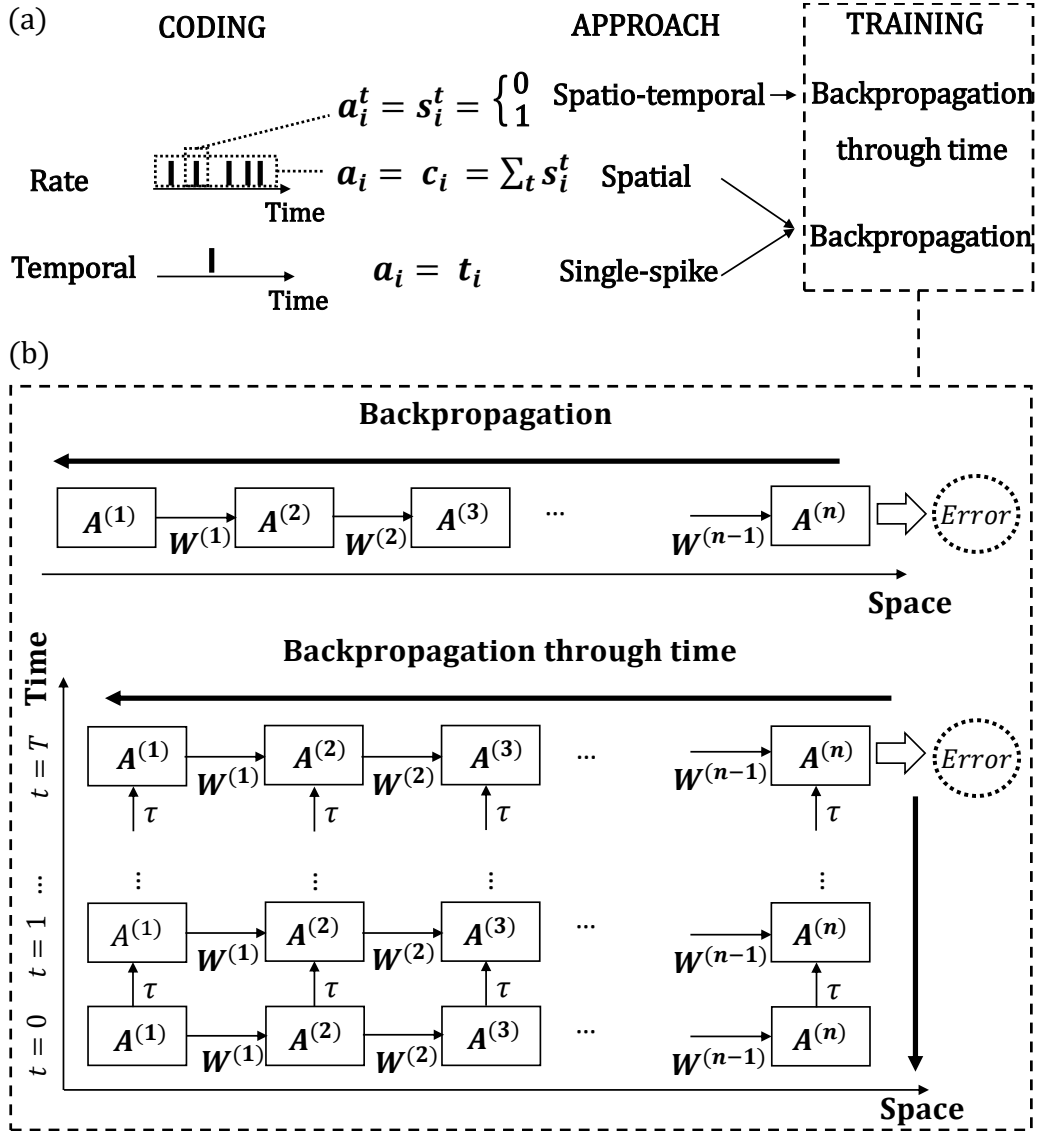 (a)
CODING APPROACH TRAINING
a_i^t = s_i^t = { 0 1 Spatio-temporal Backpropagation through time
Rate Time a_i = c_i = ∑_t s_i^t Spatial
Backpropagation
Temporal Time a_i = t_i Single-spike
(b)
Backpropagation
A^(1) W^(1) A^(2) W^(2) A^(3) ... W^(n−1) A^(n) Error
Space
Time
Backpropagation through time
t = T A^(1) W^(1) A^(2) W^(2) A^(3) ... W^(n−1) A^(n) Error
τ τ τ τ
... ⋮ ⋮ ⋮ ⋮
t = 1 A^(1) W^(1) A^(2) W^(2) A^(3) ... W^(n−1) A^(n)
τ τ τ τ
t = 0 A^(1) W^(1) A^(2) W^(2) A^(3) ... W^(n−1) A^(n)
Space